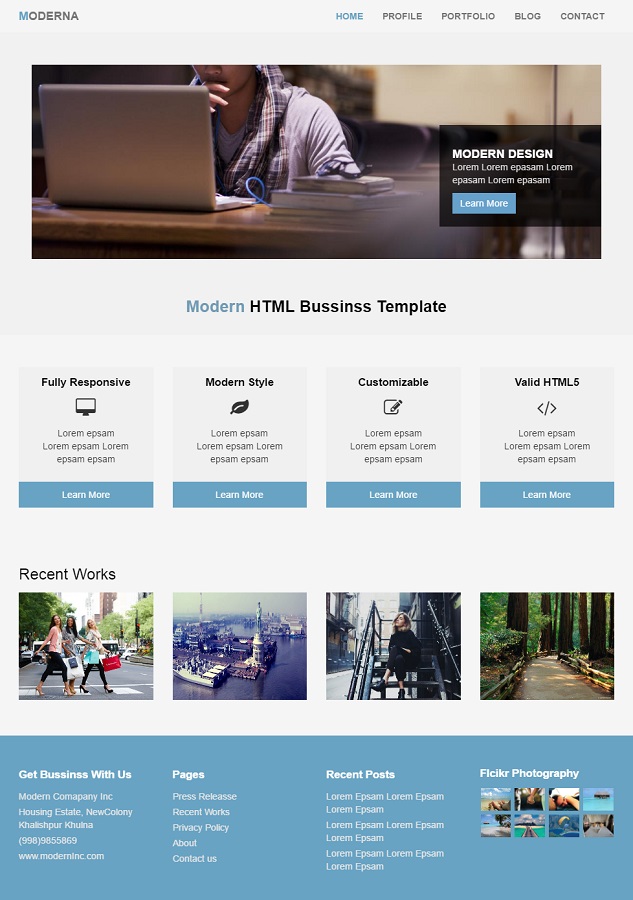 MODERNA
HOME PROFILE PORTFOLIO BLOG CONTACT
MODERN DESIGN
Lorem Lorem epasam Lorem
epasam Lorem epasam
Learn More
Modern HTML Bussinss Template
Fully Responsive
Lorem epsam
Lorem epsam Lorem
epsam epsam
Learn More
Modern Style
Lorem epsam
Lorem epsam Lorem
epsam epsam
Learn More
Customizable
Lorem epsam
Lorem epsam Lorem
epsam epsam
Learn More
Valid HTML5
Lorem epsam
Lorem epsam Lorem
epsam epsam
Learn More
Recent Works
Get Bussinss With Us
Modern Comapany Inc
Housing Estate, NewColony
Khalishpur Khulna
(998)9855869
www.moderninc.com
Pages
Press Releasse
Recent Works
Privacy Policy
About
Contact us
Recent Posts
Lorem Epsam Lorem Epsam
Lorem Epsam
Lorem Epsam Lorem Epsam
Lorem Epsam
Lorem Epsam Lorem Epsam
Lorem Epsam
Flcikr Photography